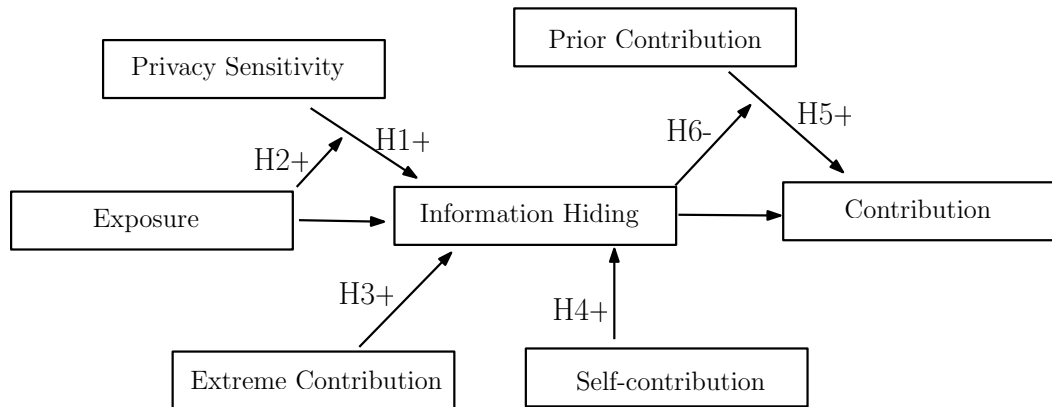 Prior Contribution
Privacy Sensitivity
H5+
H6-
H1+
H2+
Exposure
Information Hiding
Contribution
H3+
H4+
Extreme Contribution
Self-contribution